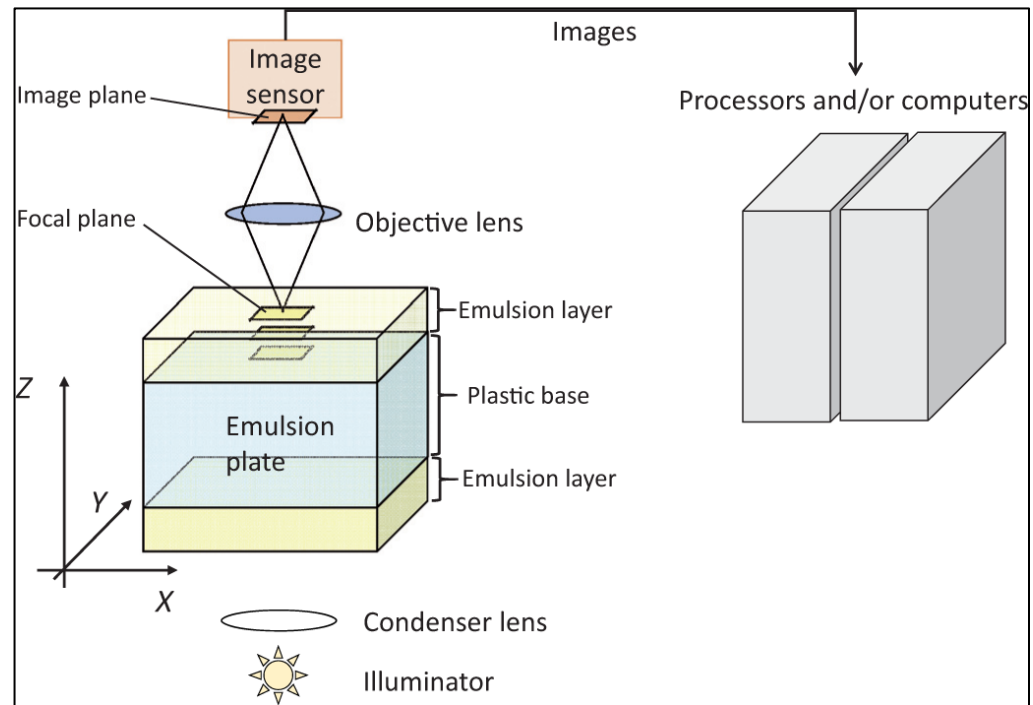 Images
Image
sensor
Image plane
Processors and/or computers
Focal plane
Objective lens
Emulsion layer
Z
Plastic base
Emulsion
plate
Emulsion layer
Y
X
Condenser lens
Illuminator